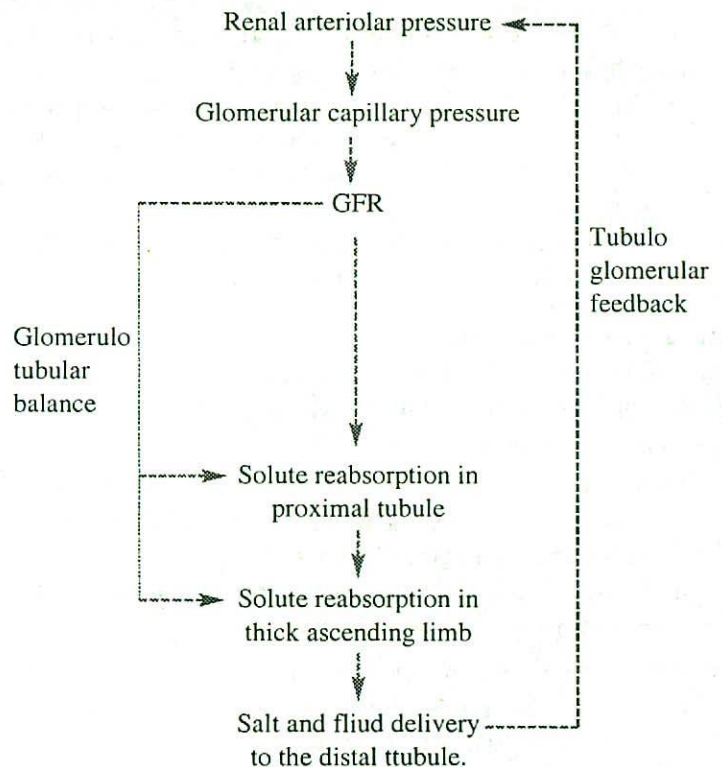 Renal arteriolar pressure
Glomerular capillary pressure
GFR
Tubulo
glomerular
feedback
Glomerulo
tubular
balance
Solute reabsorption in
proximal tubule
Solute reabsorption in
thick ascending limb
Salt and fliud delivery
to the distal ttubule.